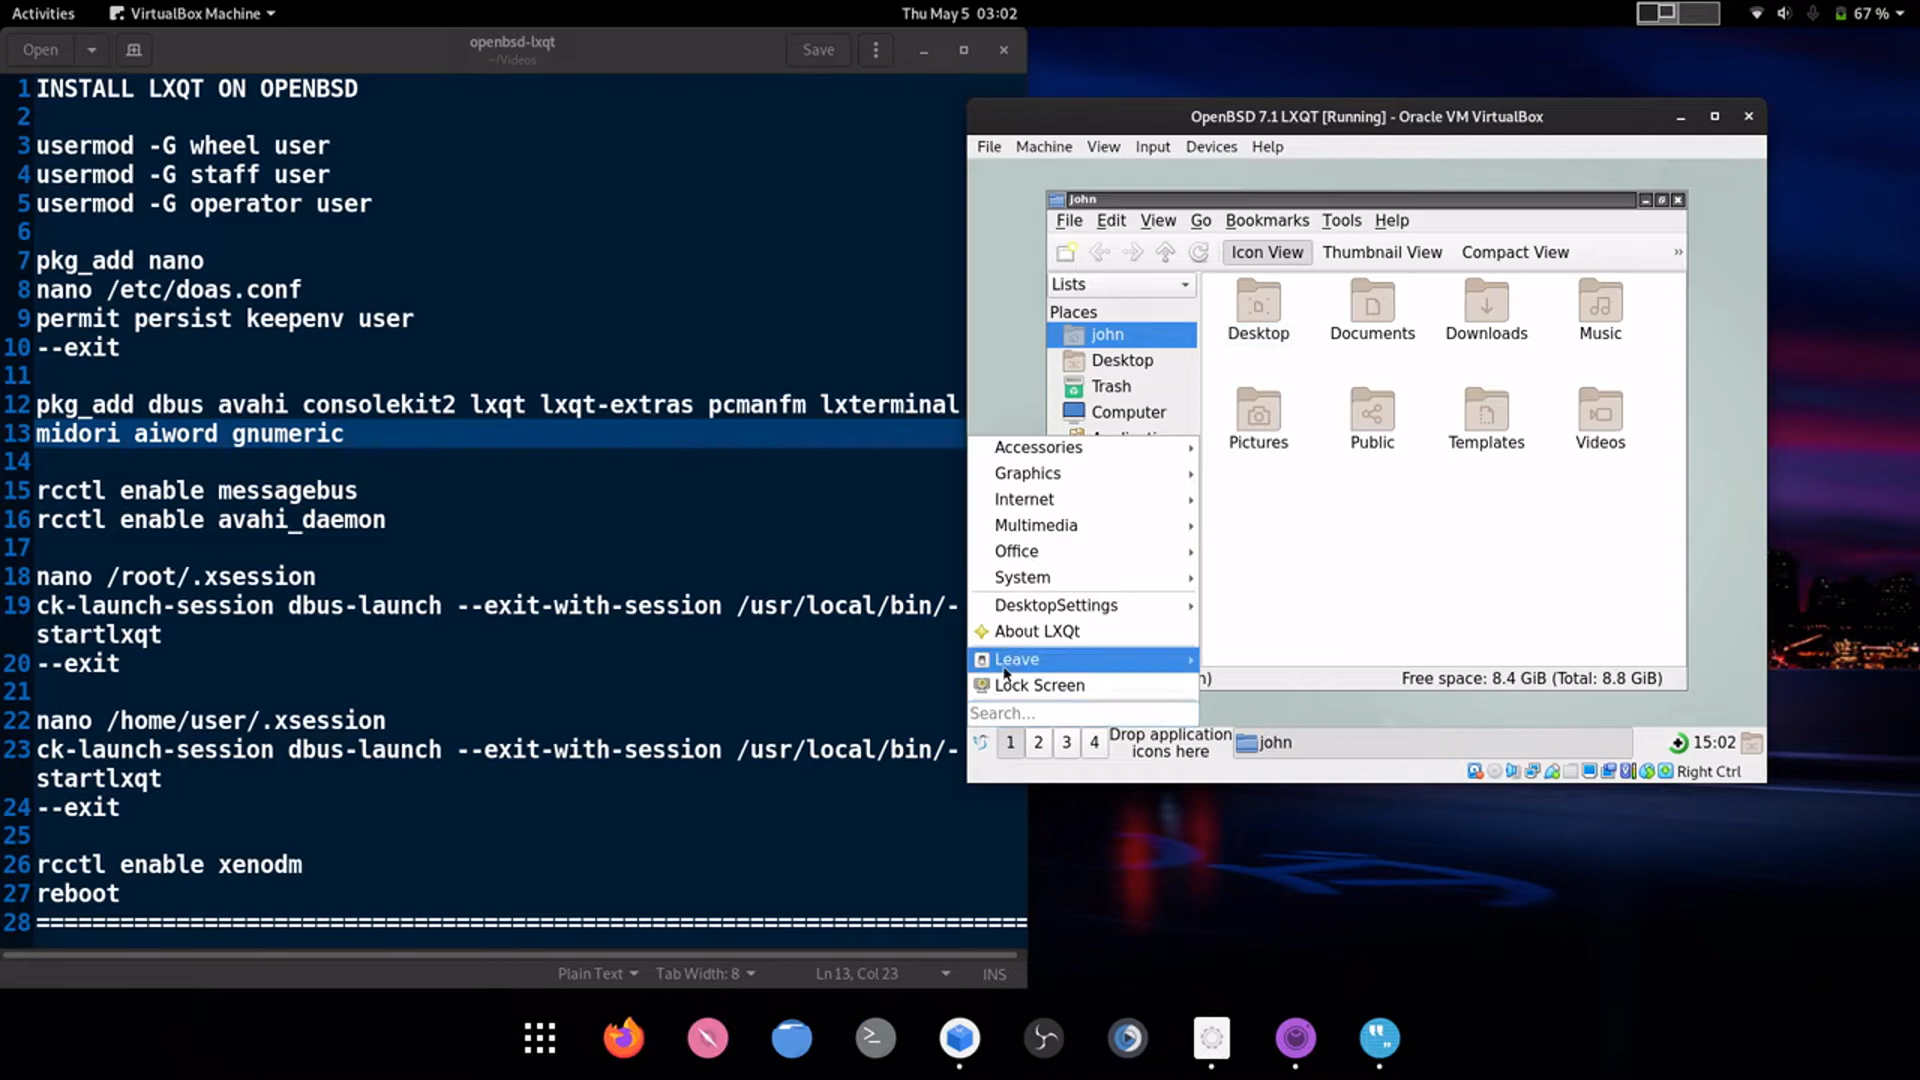 Activities
VirtualBox Machine
Thu May 5 03:02
67 %
Open
openbsd-lxqt
~/Videos
Save
1 INSTALL LXQT ON OPENBSD
2
3 usermod -G wheel user
4 usermod -G staff user
5 usermod -G operator user
6
7 pkg_add nano
8 nano /etc/doas.conf
9 permit persist keepenv user
10 --exit
11
12 pkg_add dbus avahi consolekit2 lxqt lxqt-extras pcmanfm lxterminal
13 midori aiword gnumeric
14
15 rcctl enable messagebus
16 rcctl enable avahi_daemon
17
18 nano /root/.xsession
19 ck-launch-session dbus-launch --exit-with-session /usr/local/bin/-
startlxqt
20 --exit
21
22 nano /home/user/.xsession
23 ck-launch-session dbus-launch --exit-with-session /usr/local/bin/-
startlxqt
24 --exit
25
26 rcctl enable xenodm
27 reboot
28 =======================================================================
Plain Text
Tab Width: 8
Ln 13, Col 23
INS
OpenBSD 7.1 LXQT [Running] - Oracle VM VirtualBox
File Machine View Input Devices Help
john
File Edit View Go Bookmarks Tools Help
Icon View Thumbnail View Compact View »
Lists
Places
john
Desktop
Trash
Computer
Desktop Documents Downloads Music
Pictures Public Templates Videos
Accessories
Graphics
Internet
Multimedia
Office
System
DesktopSettings
About LXQt
Leave
Lock Screen
Search...
)
Free space: 8.4 GiB (Total: 8.8 GiB)
1 2 3 4
Drop application
icons here
john
15:02
Right Ctrl